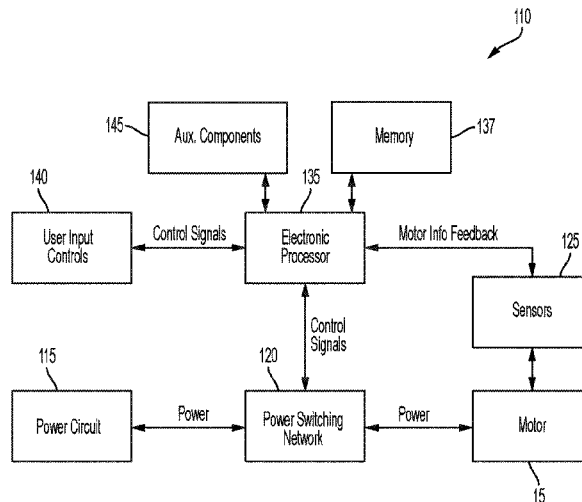 110
145
Aux. Components
Memory
137
140
135
User Input
Controls
Control Signals
Electronic
Processor
Motor Info Feedback
125
Sensors
Control
Signals
115
120
Power Circuit
Power
Power Switching
Network
Power
Motor
15